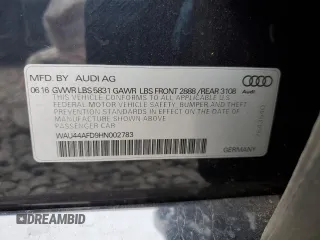 MFD. BY AUDI AG
06.16 GVWR LBS 5831 GAWR LBS FRONT 2888 /REAR 3108
THIS VEHICLE CONFORMS TO ALL APPLICABLE U.S.
FEDERAL MOTOR VEHICLE SAFETY, BUMPER, AND THEFT
PREVENTION STANDARDS IN EFFECT ON THE DATE OF
MANUFACTURE SHOWN ABOVE.
PASSENGER CAR
WAU44AFD9HN002783
Audi
GERMANY